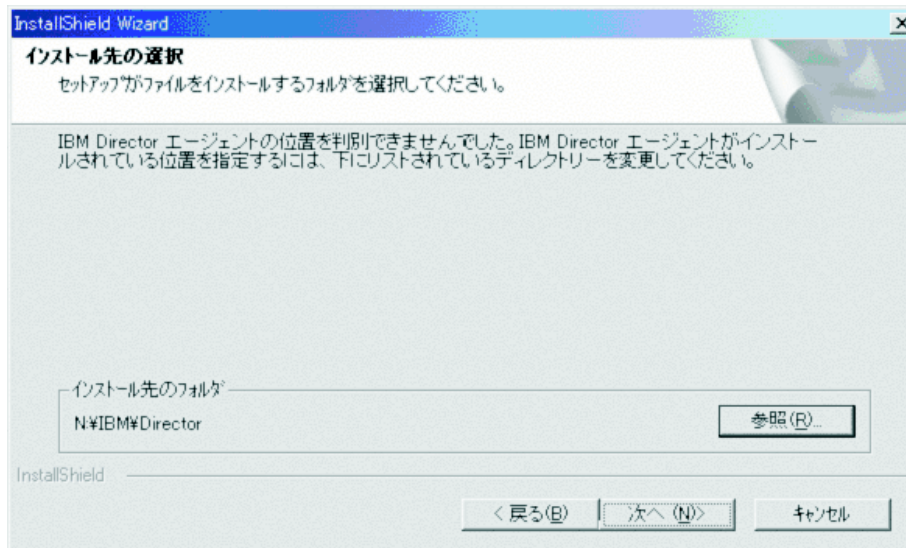 InstallShield Wizard
インストール先の選択
セットアップがファイルをインストールするフォルダを選択してください。
IBM Director エージェントの位置を判別できませんでした。IBM Director エージェントがインストー
ルされている位置を指定するには、下にリストされているディレクトリーを変更してください。
インストール先のフォルダ
N:¥IBM¥Director
参照(R)...
InstallShield
< 戻る(B)
次へ (N)>
キャンセル